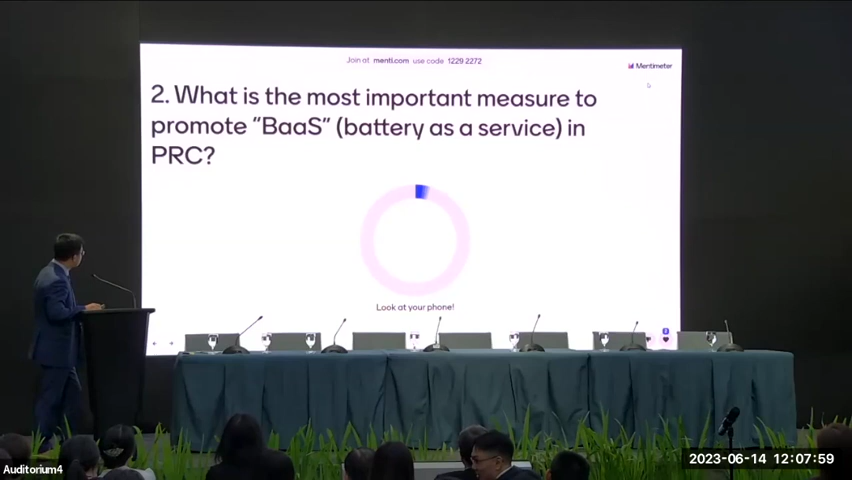 Join at menti.com use code 1229 2272
Mentimeter
2. What is the most important measure to
promote "BaaS" (battery as a service) in
PRC?
Look at your phone!
Auditorium4
2023-06-14 12:07:59